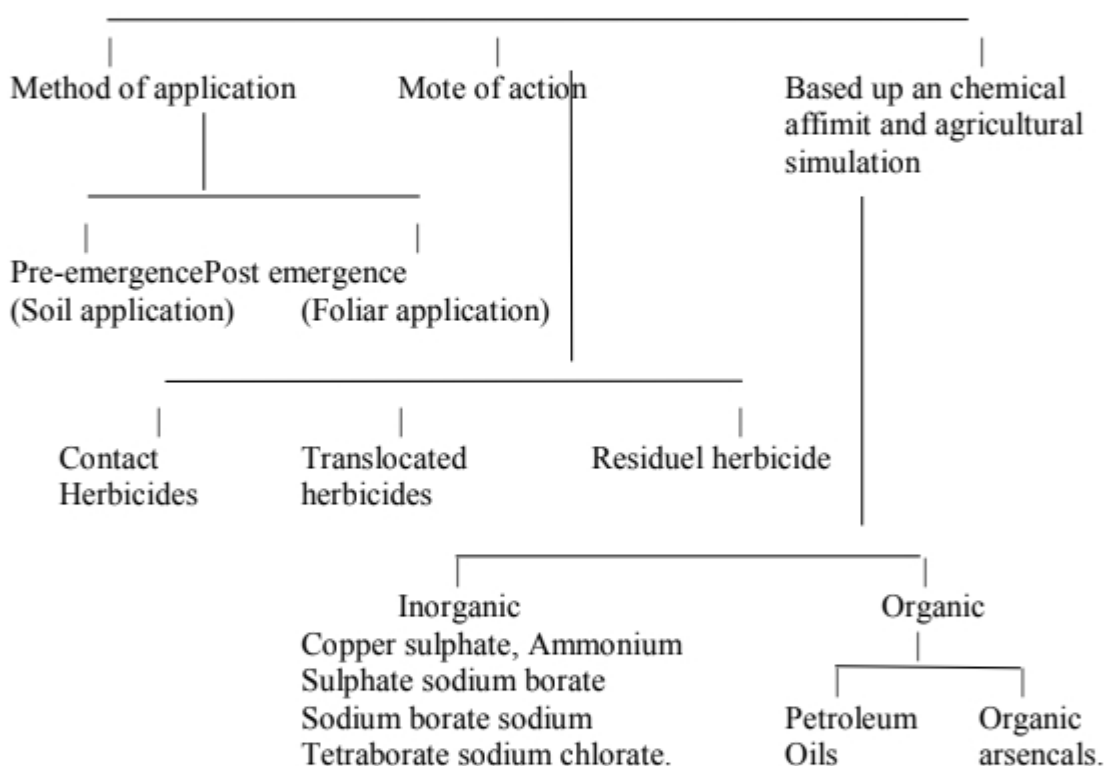 Method of application Mote of action Based up an chemical
affimit and agricultural
simulation
Pre-emergencePost emergence
(Soil application) (Foliar application)
Contact Translocated Residuel herbicide
Herbicides herbicides
Inorganic Organic
Copper sulphate, Ammonium
Sulphate sodium borate
Sodium borate sodium Petroleum Organic
Tetraborate sodium chlorate. Oils arsencals.